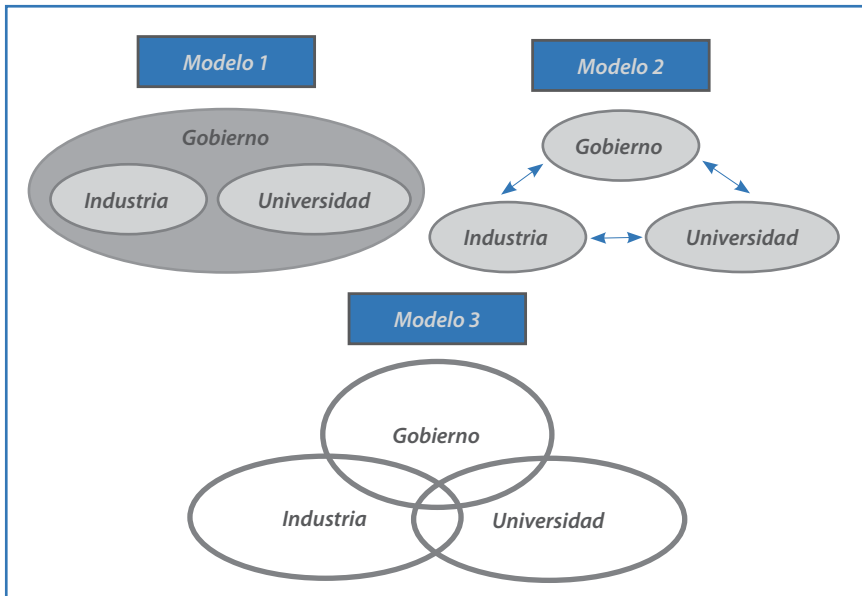 Modelo 1
Gobierno
Industria
Universidad
Modelo 2
Gobierno
Industria
Universidad
Modelo 3
Gobierno
Industria
Universidad